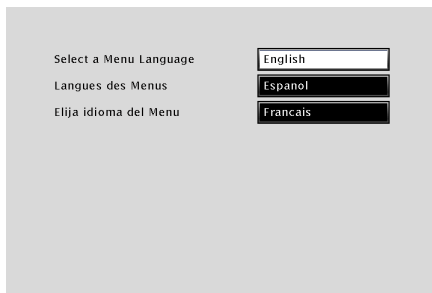 Select a Menu Language English
Langues des Menus Espanol
Elija idioma del Menu Francais